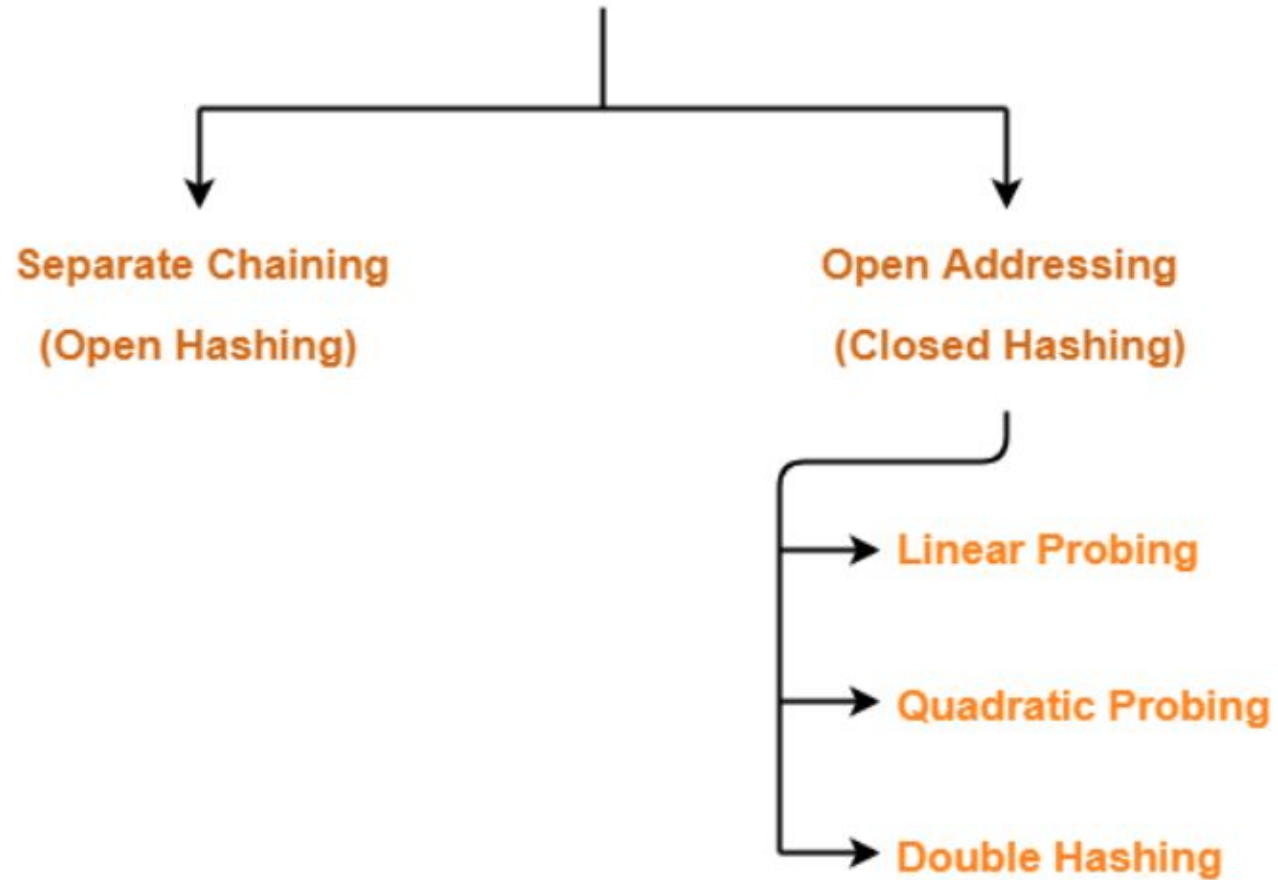 Separate Chaining
(Open Hashing)
Open Addressing
(Closed Hashing)
Linear Probing
Quadratic Probing
Double Hashing